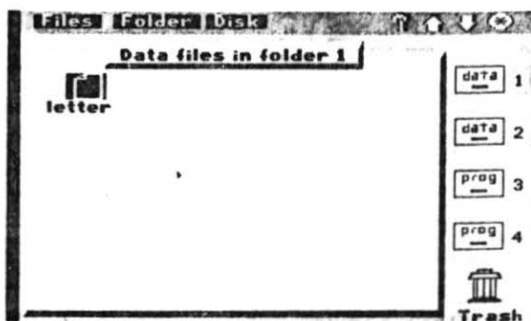 Files Folder Disk
Data files in folder 1
letter
data 1
data 2
prog 3
prog 4
Trash